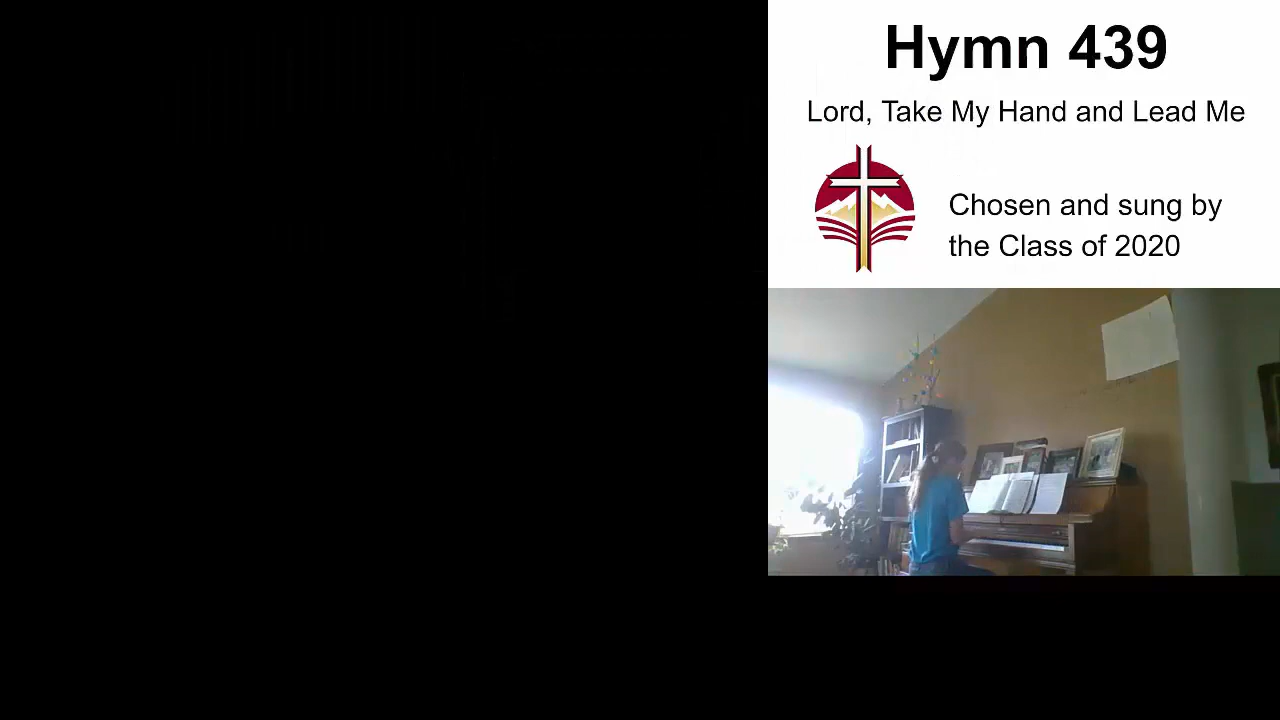 Hymn 439
Lord, Take My Hand and Lead Me
Chosen and sung by
the Class of 2020